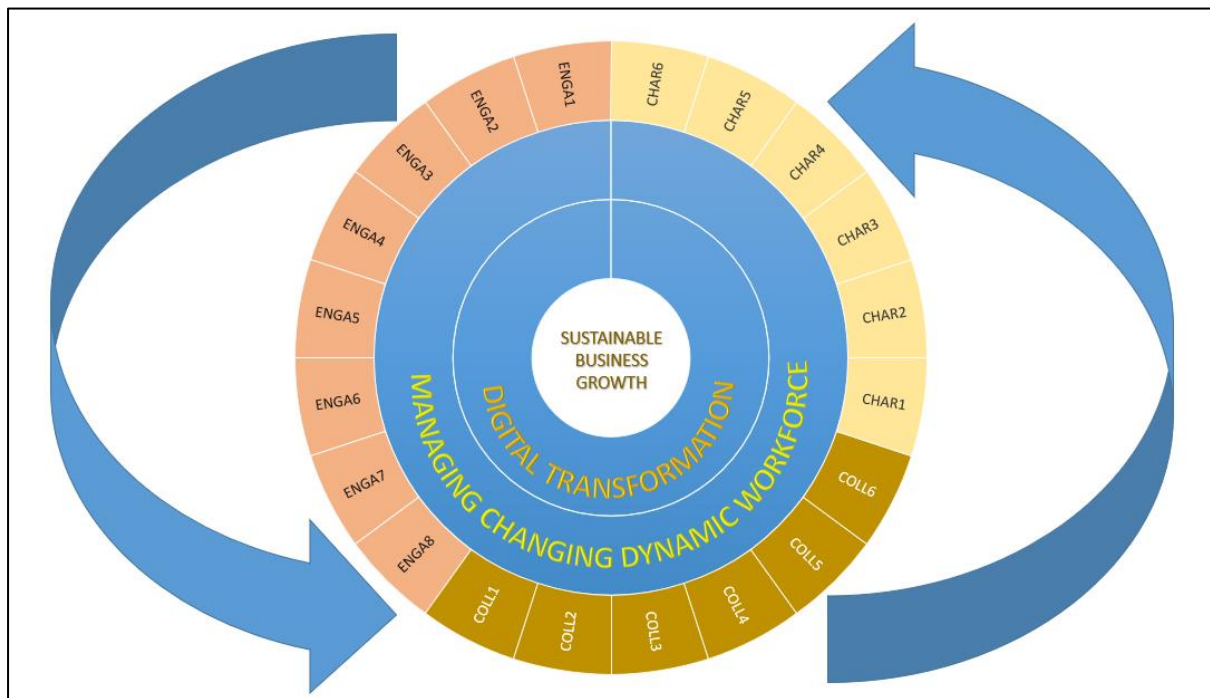 ENGA1
ENGA2
ENGA3
ENGA4
ENGA5
ENGA6
ENGA7
ENGA8
COLL1
COLL2
COLL3
COLL4
COLL5
COLL6
CHAR1
CHAR2
CHAR3
CHAR4
CHAR5
CHAR6
SUSTAINABLE
BUSINESS
GROWTH
DIGITAL TRANSFORMATION
MANAGING CHANGING DYNAMIC WORKFORCE